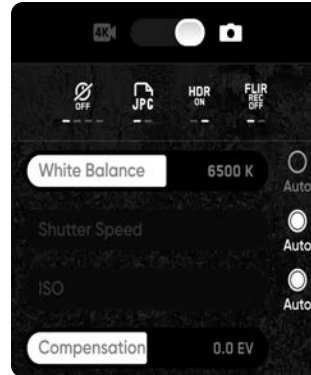 4K
OFF JPC HDR ON FLIR REC OFF
White Balance 6500 K
Auto
Shutter Speed
Auto
ISO
Auto
Compensation 0.0 EV